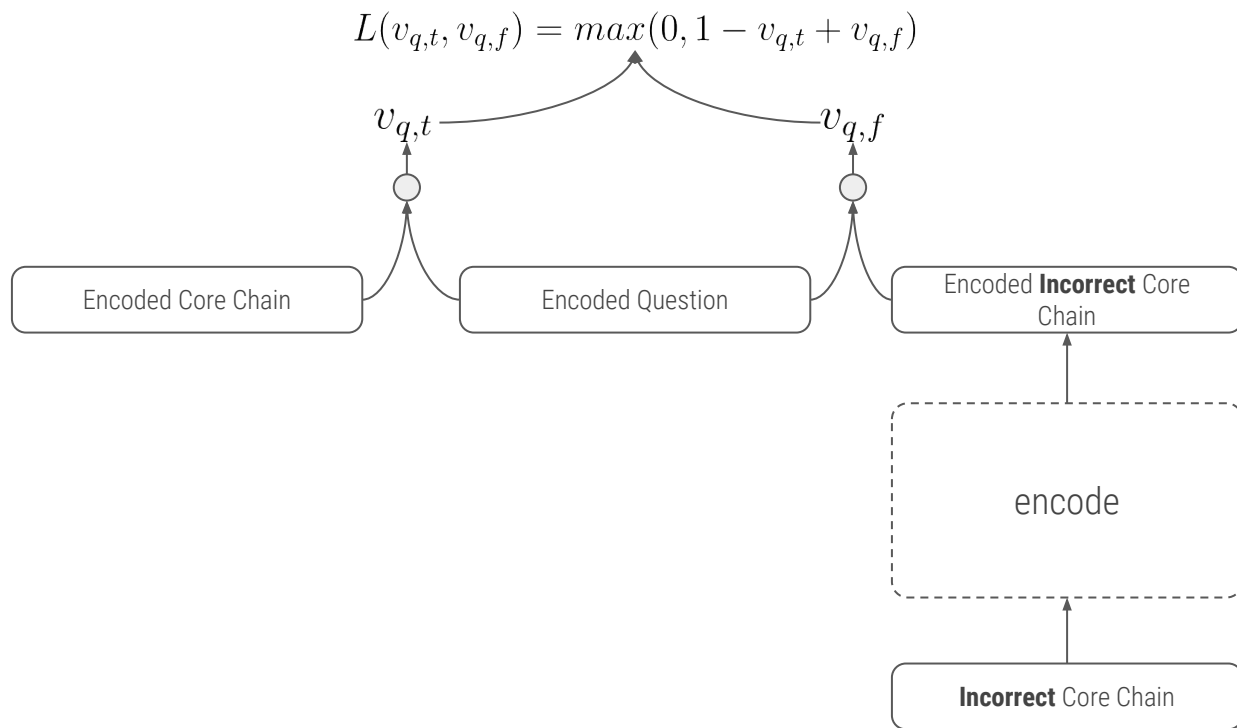 L(v_{q,t}, v_{q,f}) = max(0, 1 − v_{q,t} + v_{q,f})
v_{q,t} v_{q,f}
Encoded Core Chain
Encoded Question
Encoded Incorrect Core
Chain
encode
Incorrect Core Chain